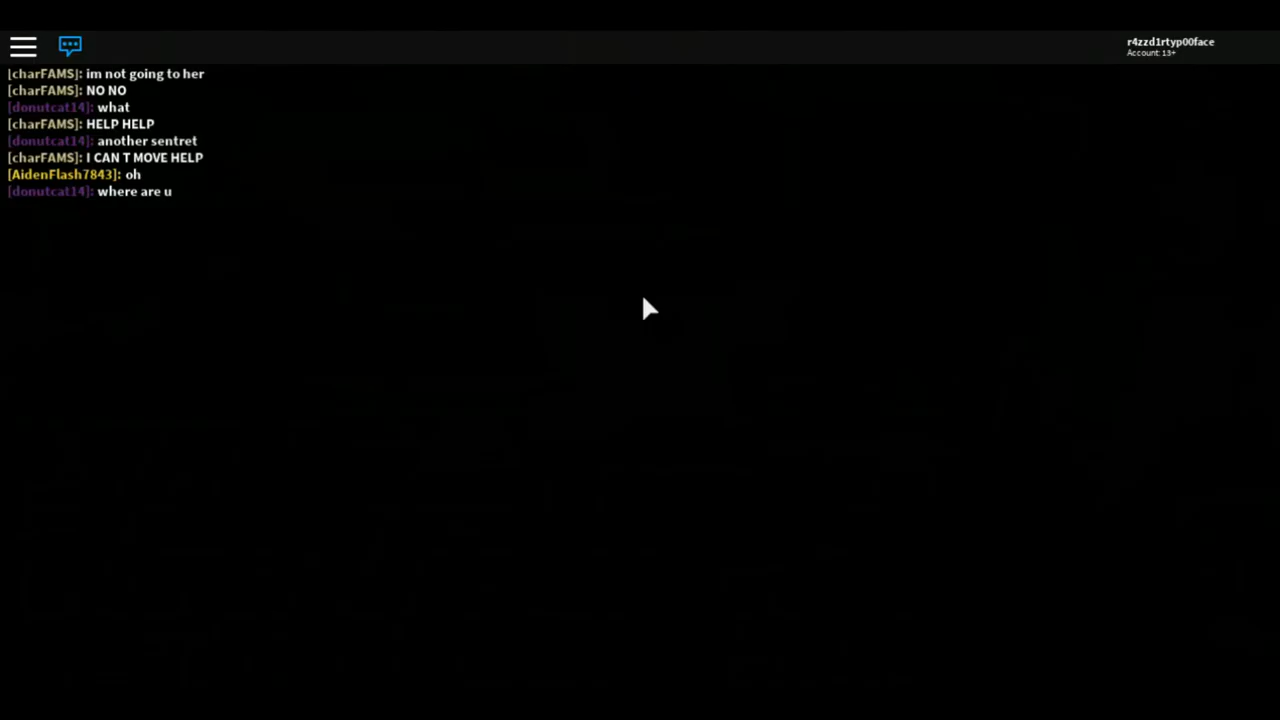 r4zzd1rtyp00face
Account: 13+
[charFAMS]: im not going to her
[charFAMS]: NO NO
[donutcat14]: what
[charFAMS]: HELP HELP
[donutcat14]: another sentret
[charFAMS]: I CAN T MOVE HELP
[AidenFlash7843]: oh
[donutcat14]: where are u